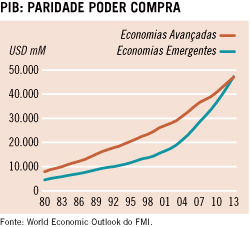 PIB: PARIDADE PODER COMPRA
Economias Avançadas
USD mM
Economias Emergentes
50.000
40.000
30.000
20.000
10.000
0
80 83 86 89 92 95 98 01 04 07 10 13
Fonte: World Economic Outlook do FMI.